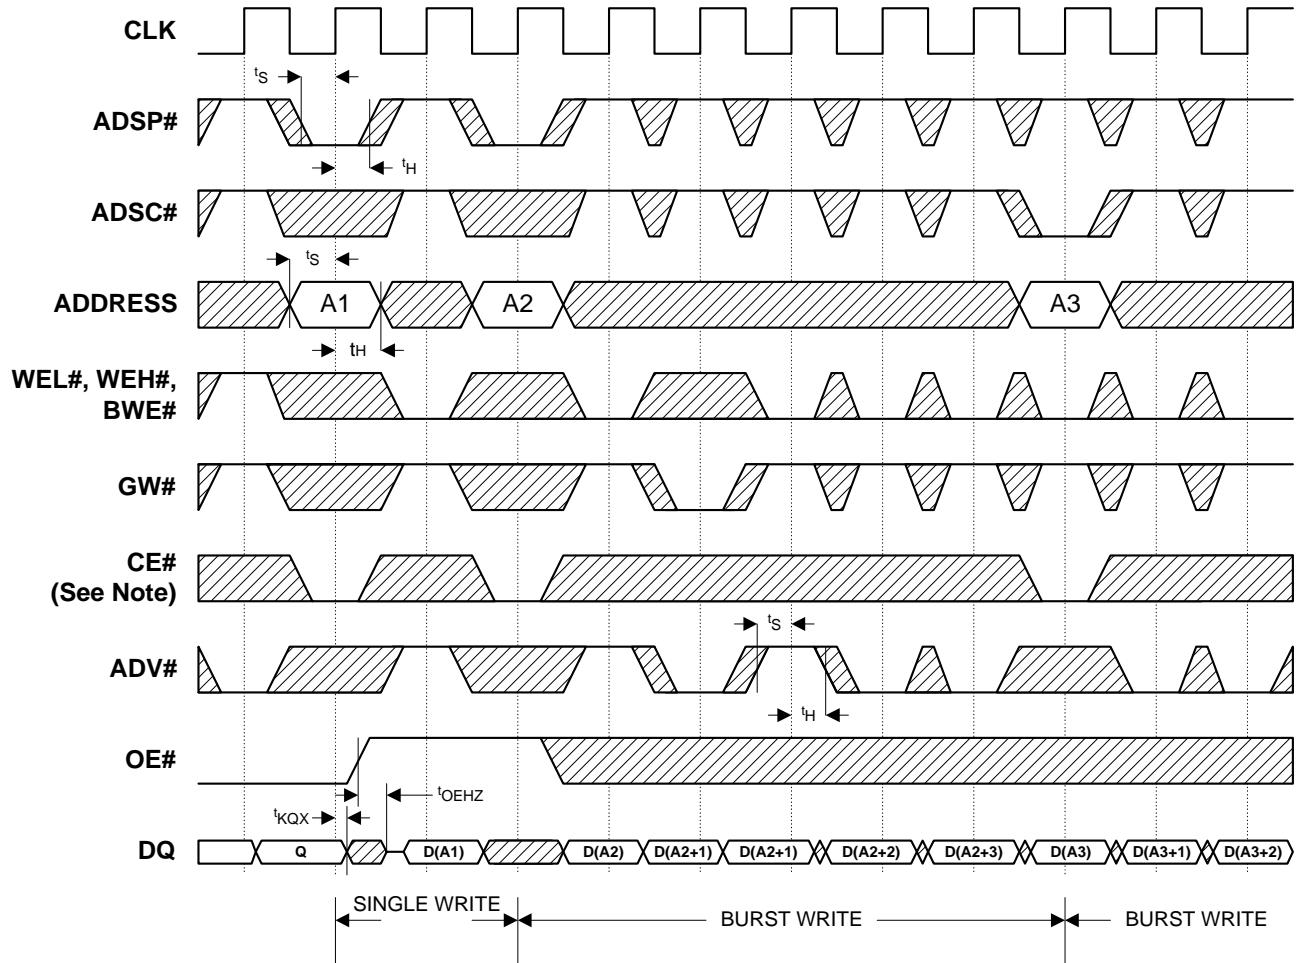 CLK
tS
ADSP#
tH
ADSC#
tS
ADDRESS
A1
A2
A3
tH
WEL#, WEH#,
BWE#
GW#
CE#
(See Note)
tS
ADV#
tH
OE#
tOEHZ
tKQX
DQ
Q
D(A1)
D(A2)
D(A2+1)
D(A2+1)
D(A2+2)
D(A2+3)
D(A3)
D(A3+1)
D(A3+2)
SINGLE WRITE
BURST WRITE
BURST WRITE